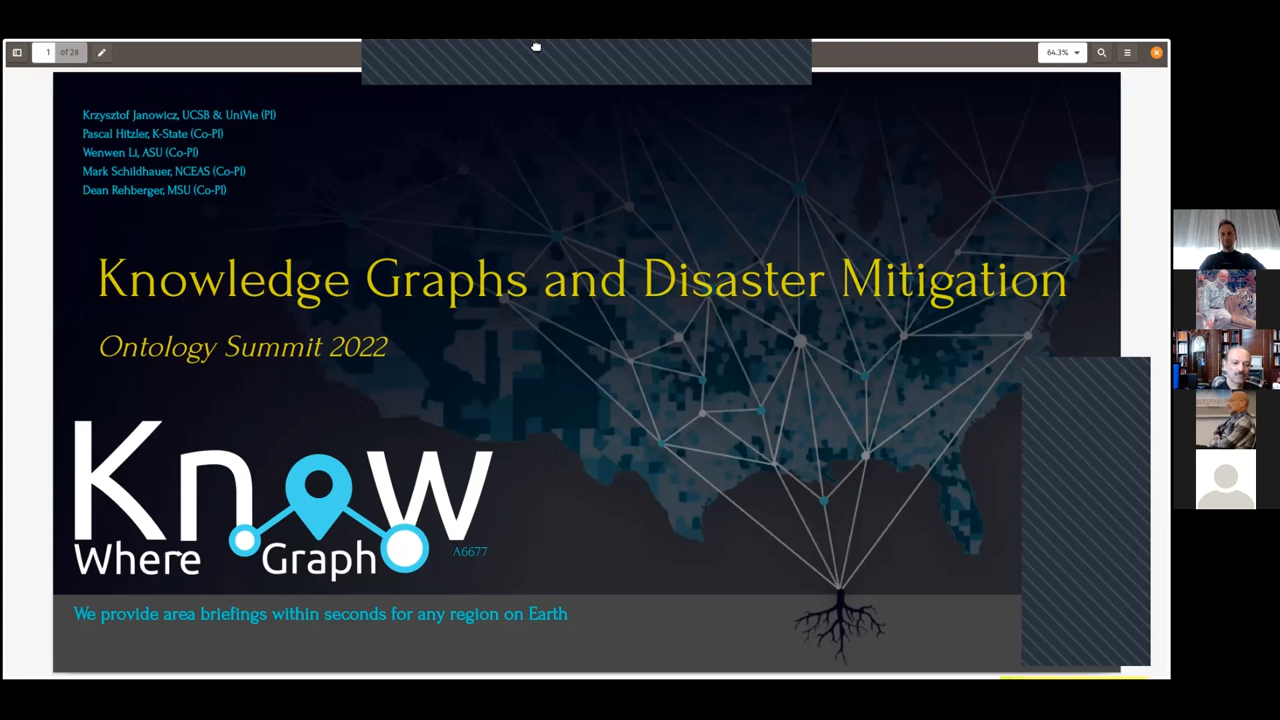 1 of 28
64.3%
Krzysztof Janowicz, UCSB & UniVie (PI)
Pascal Hitzler, K-State (Co-PI)
Wenwen Li, ASU (Co-PI)
Mark Schildhauer, NCEAS (Co-PI)
Dean Rehberger, MSU (Co-PI)
Knowledge Graphs and Disaster Mitigation
Ontology Summit 2022
Know
Where Graph
A6677
We provide area briefings within seconds for any region on Earth